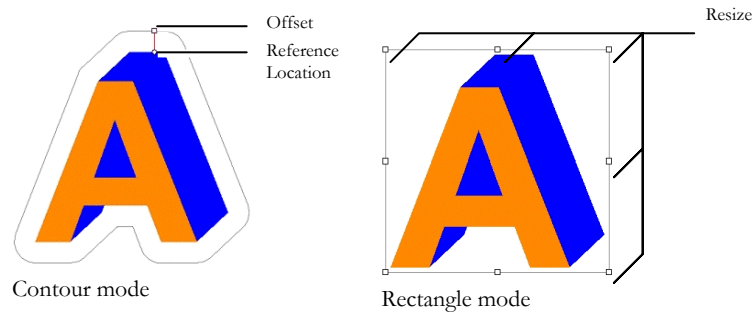 Offset
Reference
Location
Resize
A
A
Contour mode
Rectangle mode